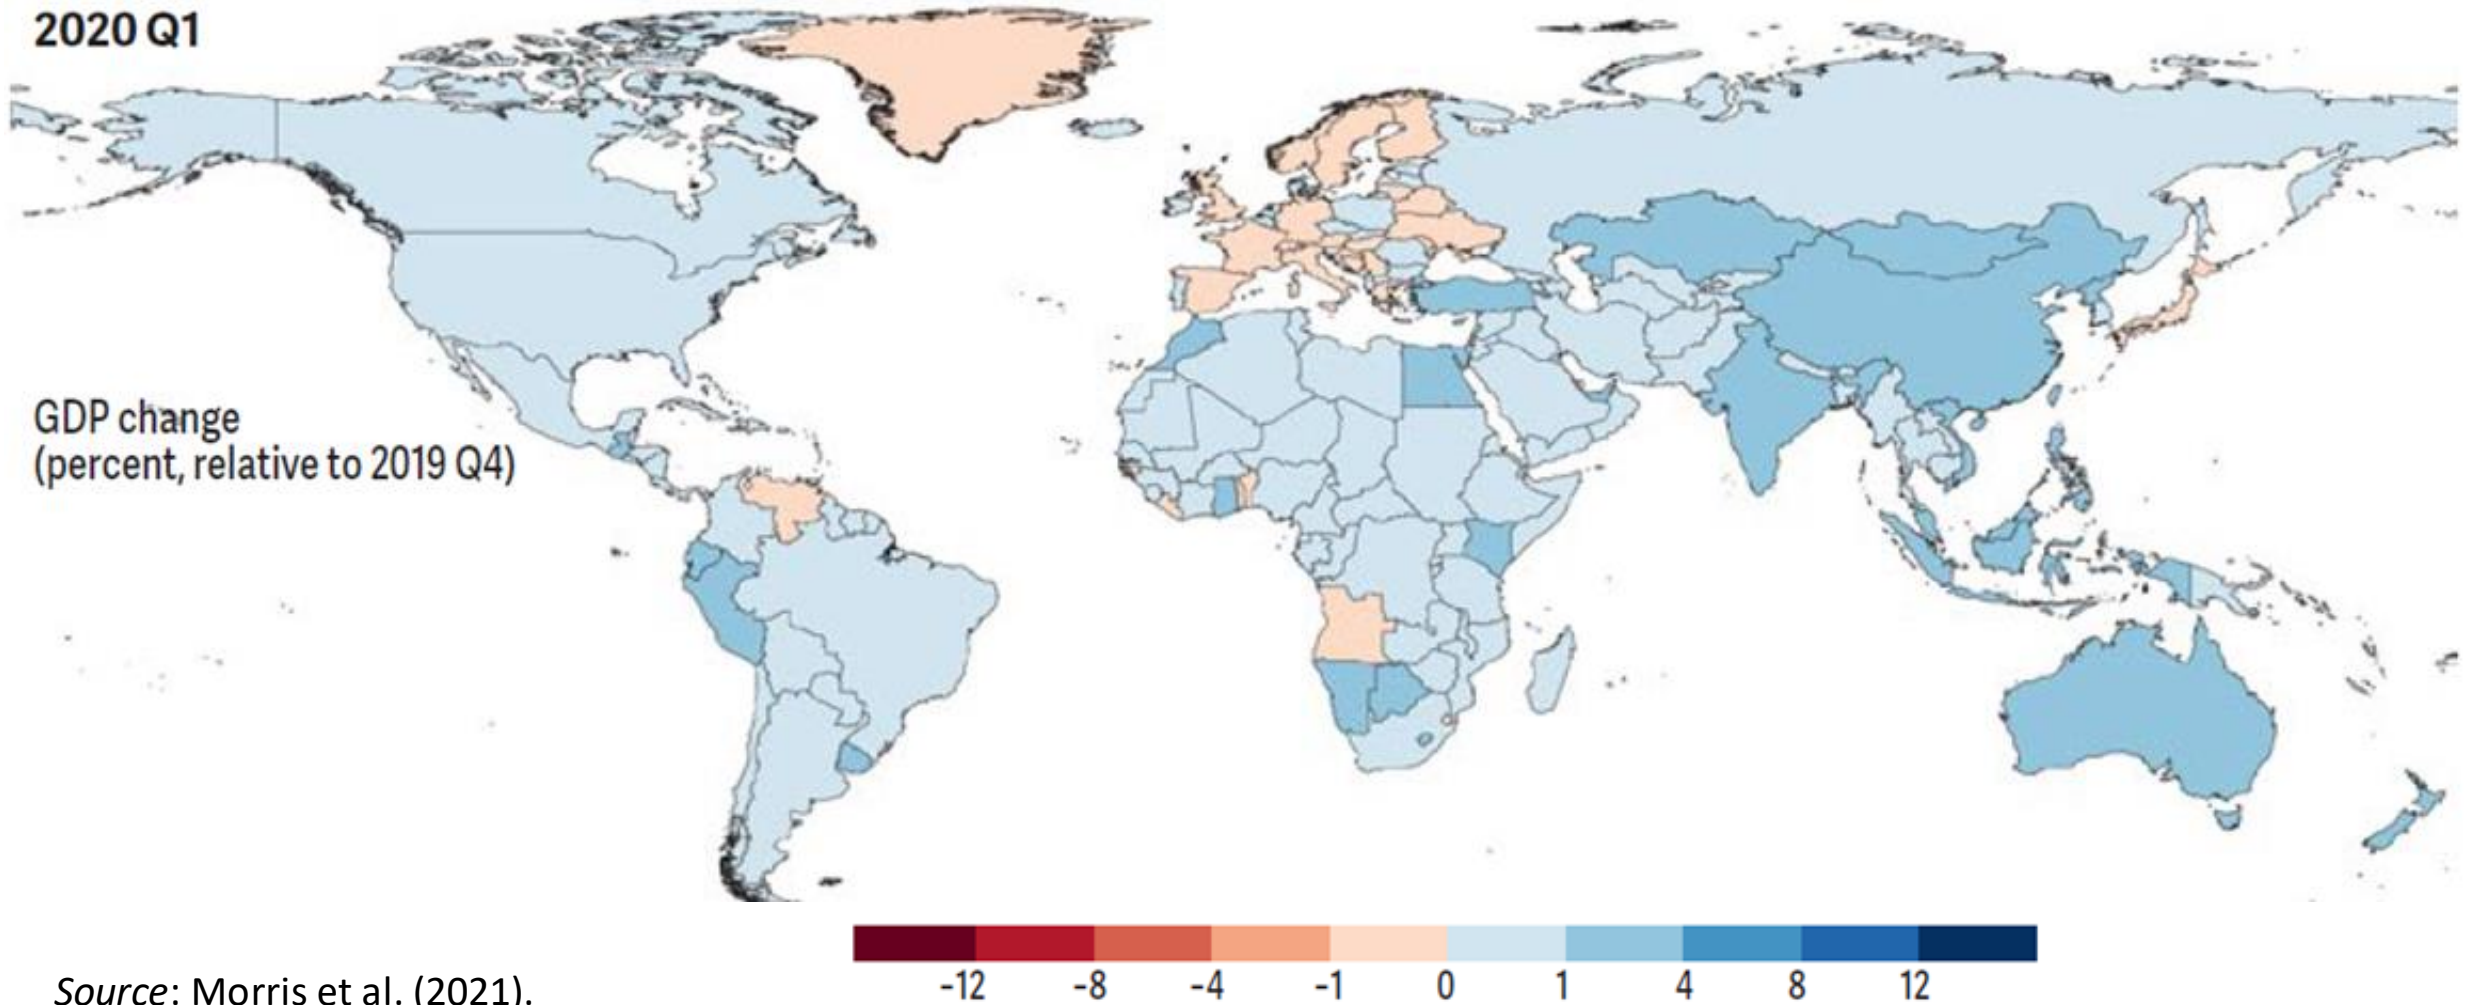 2020 Q1
GDP change
(percent, relative to 2019 Q4)
-12 -8 -4 -1 0 1 4 8 12
Source: Morris et al. (2021).